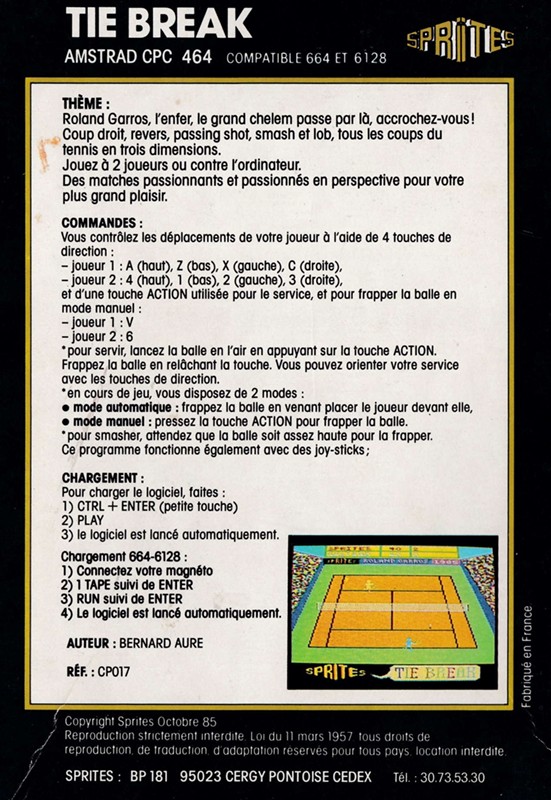 TIE BREAK
SPRITES
AMSTRAD CPC 464 COMPATIBLE 664 ET 6128
THÈME :
Roland Garros, l'enfer, le grand chelem passe par là, accrochez-vous!
Coup droit, revers, passing shot, smash et lob, tous les coups du
tennis en trois dimensions.
Jouez à 2 joueurs ou contre l'ordinateur.
Des matches passionnants et passionnés en perspective pour votre
plus grand plaisir.
COMMANDES :
Vous contrôlez les déplacements de votre joueur à l'aide de 4 touches de
direction :
– joueur 1 : A (haut), Z (bas), X (gauche), C (droite),
– joueur 2 : 4 (haut), 1 (bas), 2 (gauche), 3 (droite),
et d'une touche ACTION utilisée pour le service, et pour frapper la balle en
mode manuel :
– joueur 1 : V
– joueur 2 : 6
*pour servir, lancez la balle en l'air en appuyant sur la touche ACTION.
Frappez la balle en relâchant la touche. Vous pouvez orienter votre service
avec les touches de direction.
*en cours de jeu, vous disposez de 2 modes :
● mode automatique : frappez la balle en venant placer le joueur devant elle,
● mode manuel : pressez la touche ACTION pour frapper la balle.
*pour smasher, attendez que la balle soit assez haute pour la frapper.
Ce programme fonctionne également avec des joy-sticks ;
CHARGEMENT :
Pour charger le logiciel, faites :
1) CTRL + ENTER (petite touche)
2) PLAY
3) le logiciel est lancé automatiquement.
Chargement 664-6128 :
1) Connectez votre magnéto
2) 1 TAPE suivi de ENTER
3) RUN suivi de ENTER
4) Le logiciel est lancé automatiquement.
AUTEUR : BERNARD AURE
RÉF. : CP017
SPRITES 40 2
ROLAND GARROS
SPRITES TIE BREAK
Fabriqué en France
Copyright Sprites Octobre 85
Reproduction strictement interdite. Loi du 11 mars 1957, tous droits de
reproduction, de traduction, d'adaptation réservés pour tous pays, location interdite.
SPRITES : BP 181 95023 CERGY PONTOISE CEDEX Tél. : 30.73.53.30